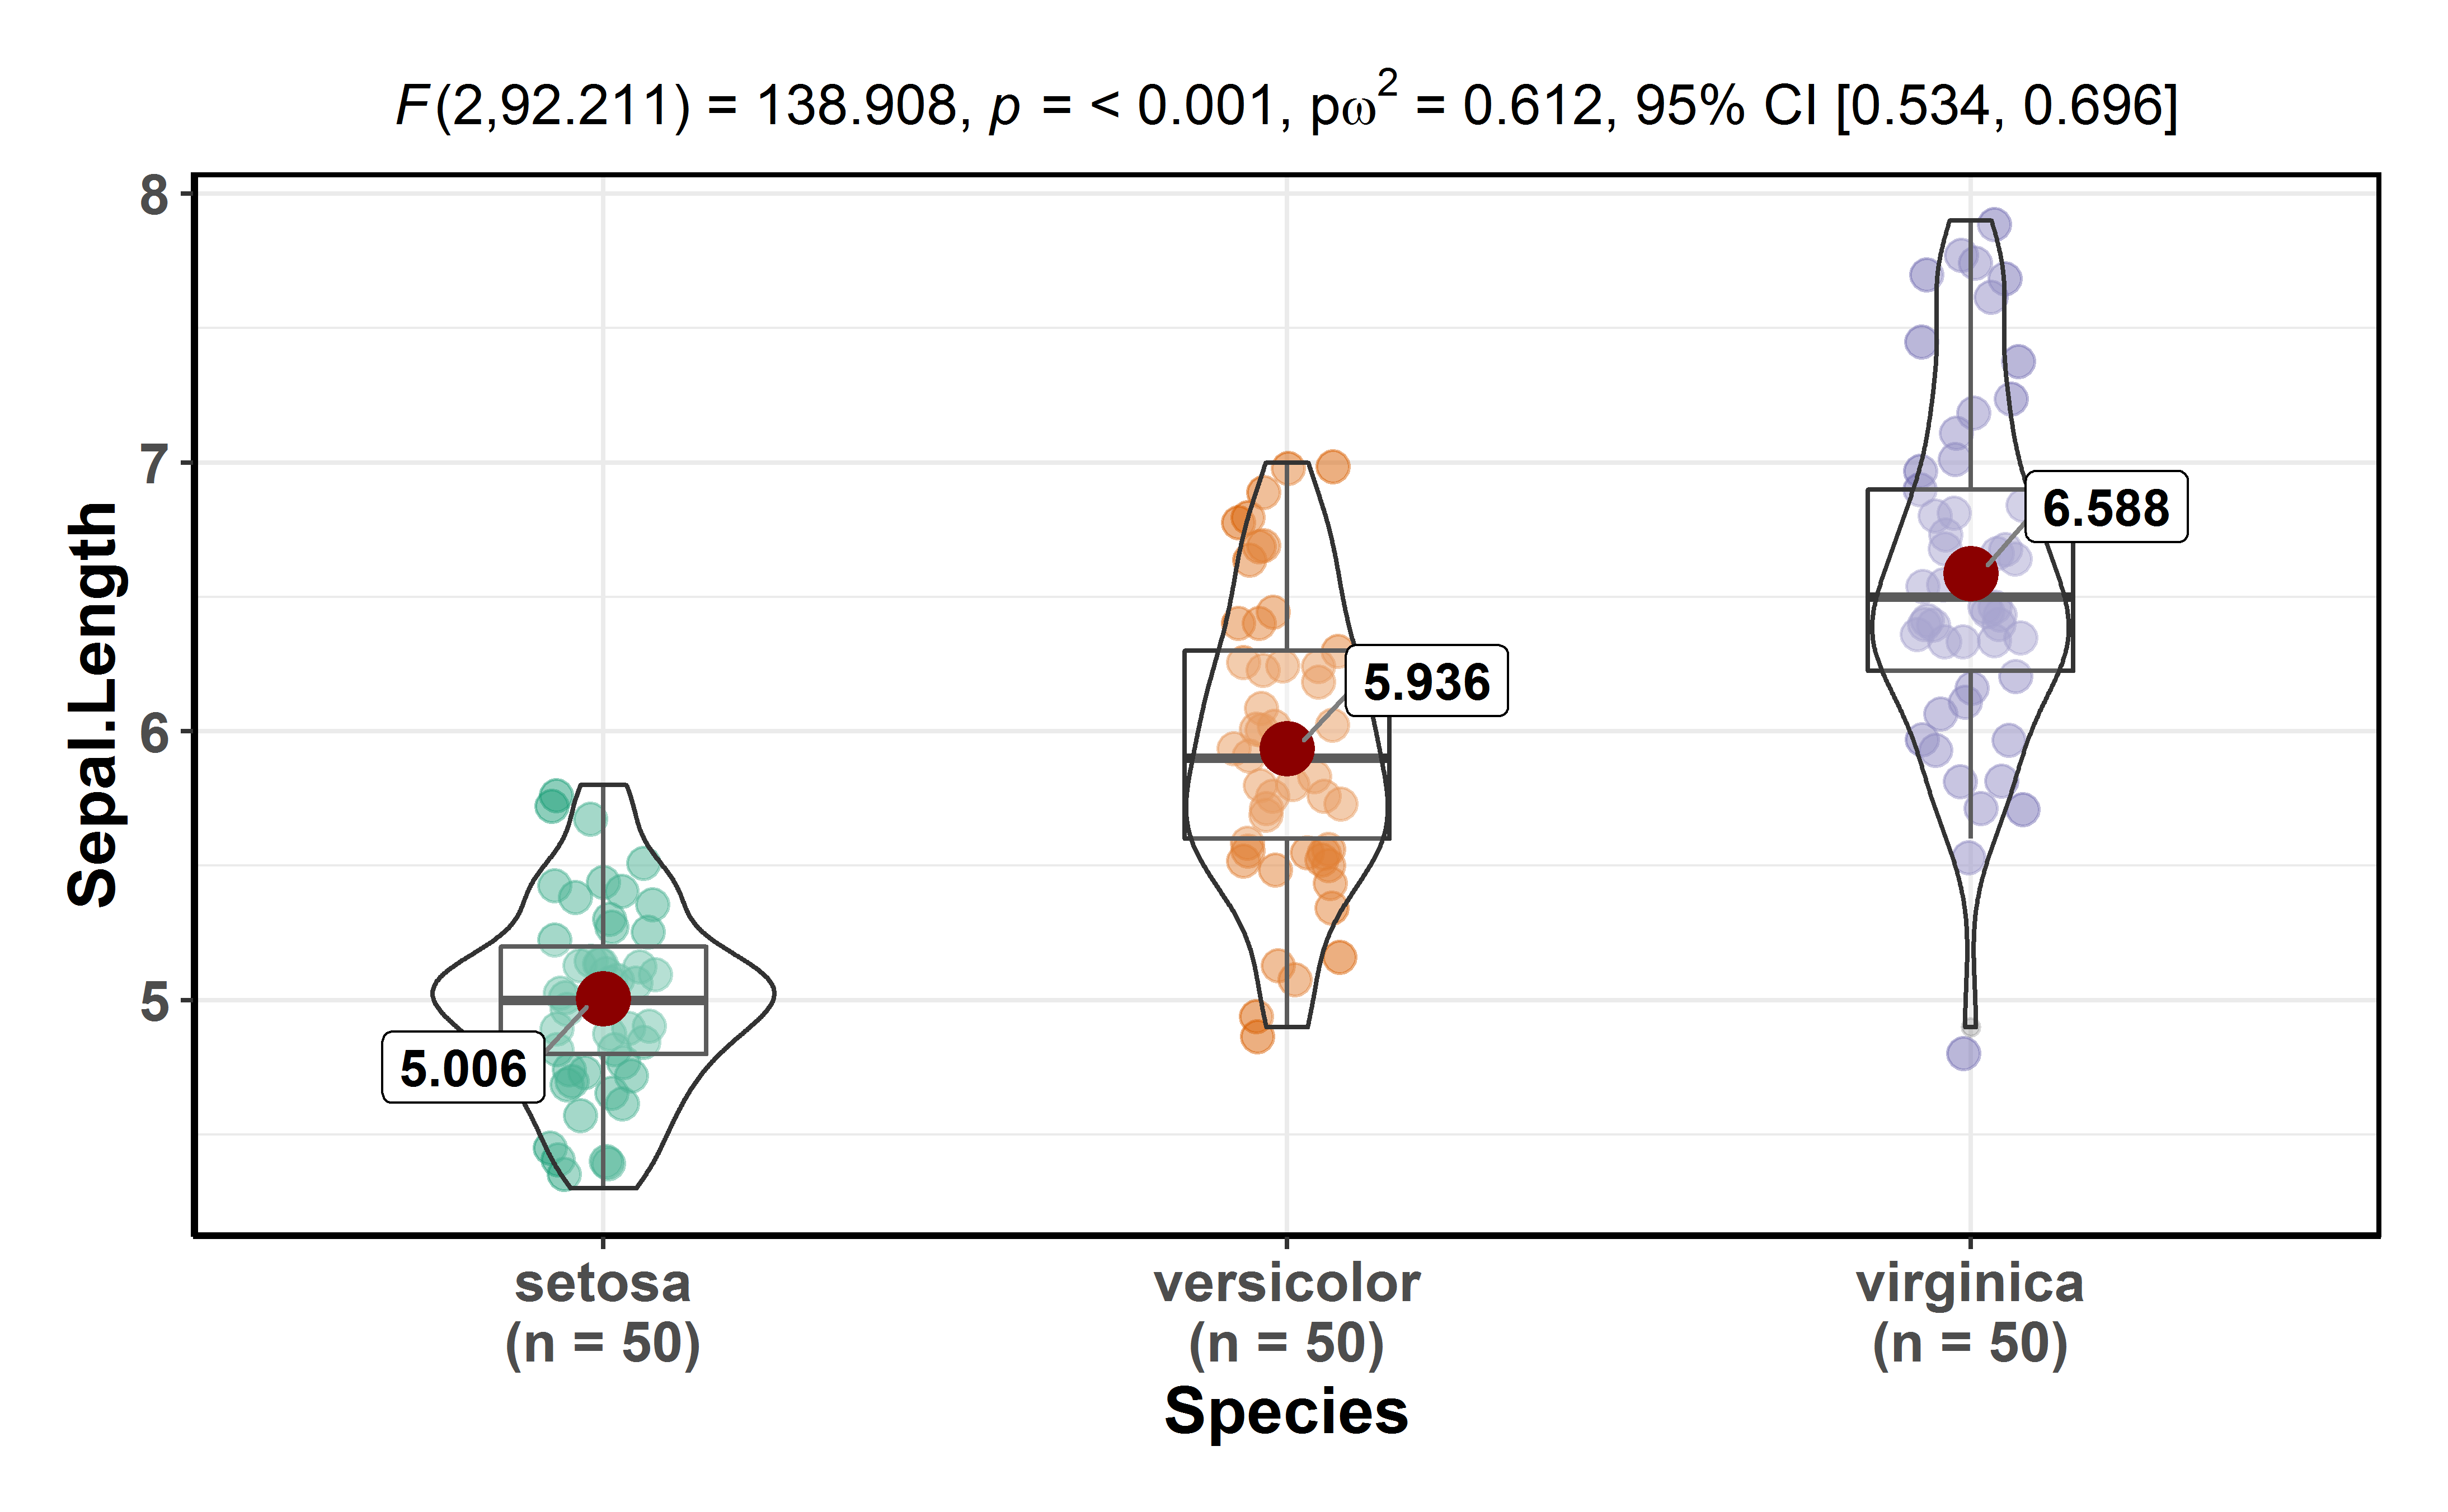 F(2,92.211) = 138.908, p = < 0.001, pω² = 0.612, 95% CI [0.534, 0.696]
Sepal.Length
8
7
6
5
6.588
5.936
5.006
setosa
(n = 50)
versicolor
(n = 50)
virginica
(n = 50)
Species